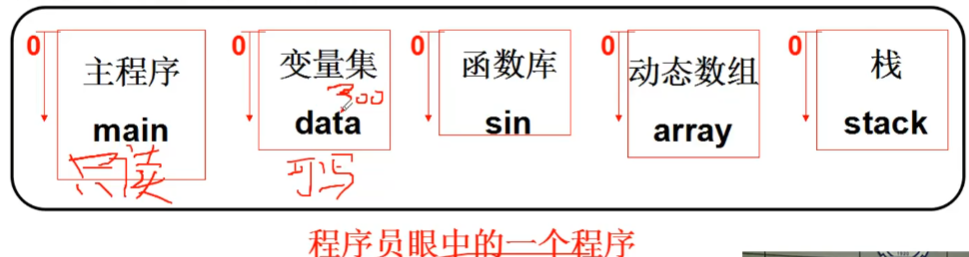 0 主程序 0 变量集 0 函数库 0 动态数组 0 栈
300
main data sin array stack
只读 可写
程序员眼中的一个程序